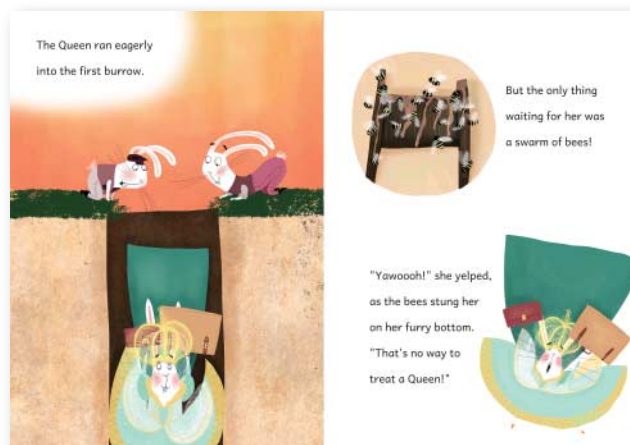 The Queen ran eagerly
into the first burrow.
But the only thing
waiting for her was
a swarm of bees!
"Yawoooh!" she yelped,
as the bees stung her
on her furry bottom.
"That's no way to
treat a Queen!"